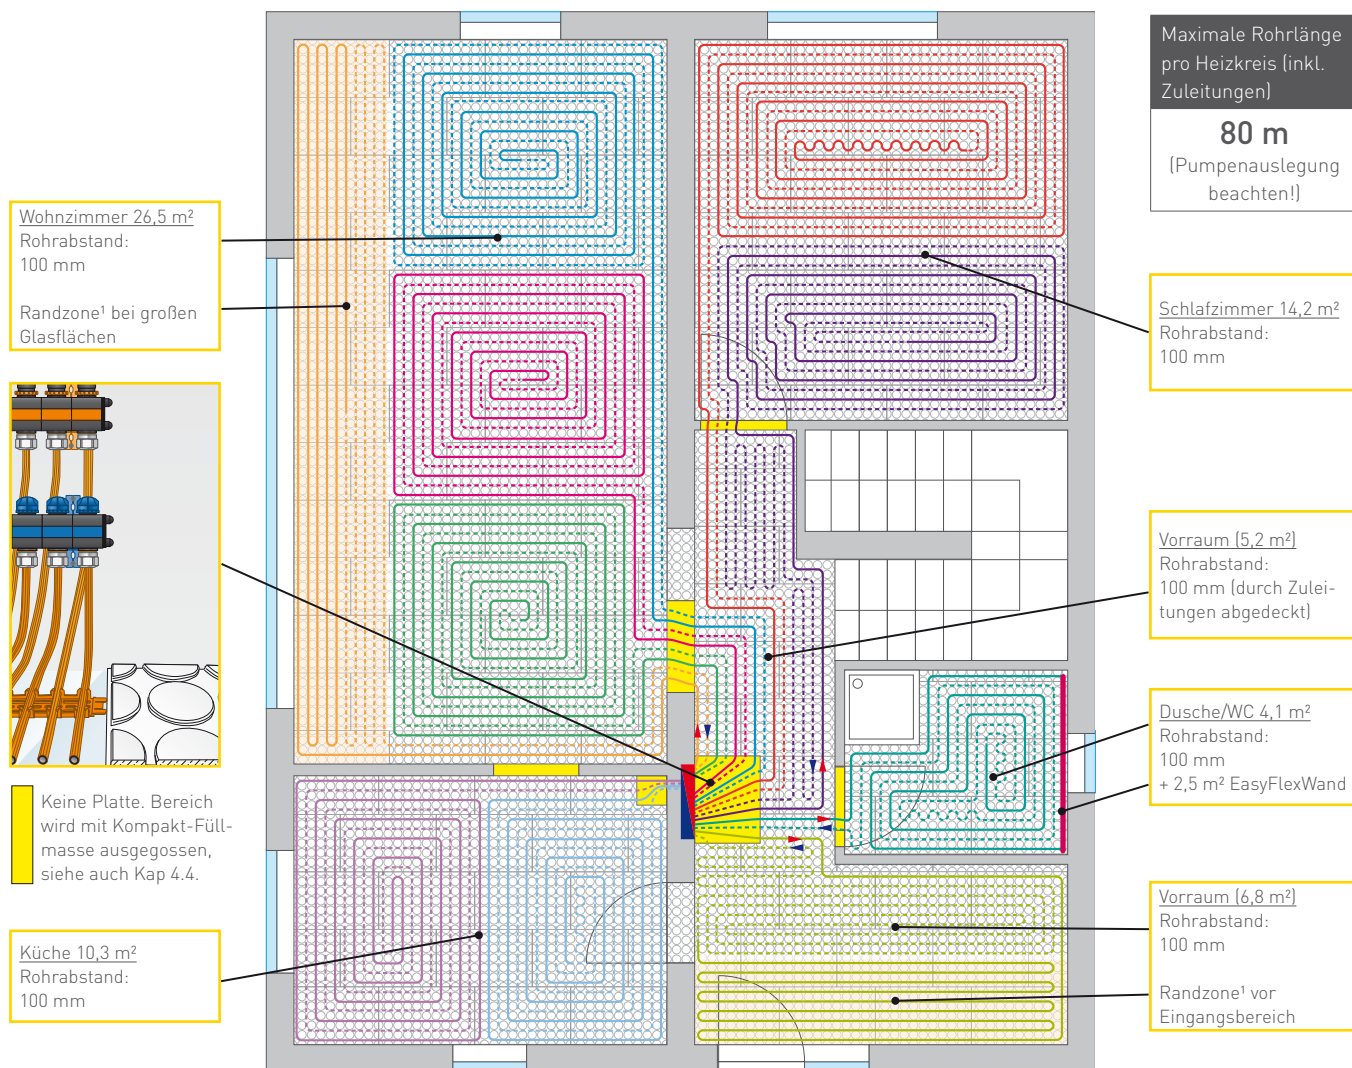 Maximale Rohrlänge
pro Heizkreis (inkl.
Zuleitungen)
80 m
(Pumpenauslegung
beachten!)
Wohnzimmer 26,5 m²
Rohrabstand:
100 mm
Randzone¹ bei großen
Glasflächen
Schlafzimmer 14,2 m²
Rohrabstand:
100 mm
Vorraum (5,2 m²)
Rohrabstand:
100 mm (durch Zulei-
tungen abgedeckt)
Dusche/WC 4,1 m²
Rohrabstand:
100 mm
+ 2,5 m² EasyFlexWand
Keine Platte. Bereich
wird mit Kompakt-Füll-
masse ausgegossen,
siehe auch Kap 4.4.
Küche 10,3 m²
Rohrabstand:
100 mm
Vorraum (6,8 m²)
Rohrabstand:
100 mm
Randzone¹ vor
Eingangsbereich